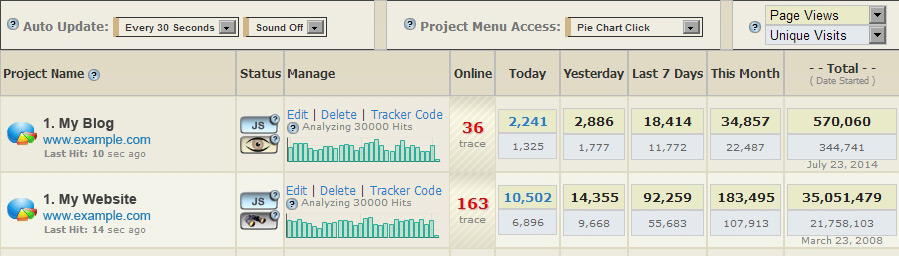 ? Auto Update: Every 30 Seconds Sound Off ? Project Menu Access: Pie Chart Click ? Page Views
Unique Visits
Project Name ? Status Manage Online Today Yesterday Last 7 Days This Month - - Total - -
( Date Started )
1. My Blog
www.example.com
Last Hit: 10 sec ago
JS
Edit | Delete | Tracker Code
? Analyzing 30000 Hits
36
trace
2,241 2,886 18,414 34,857 570,060
1,325 1,777 11,772 22,487 344,741
July 23, 2014
1. My Website
www.example.com
Last Hit: 14 sec ago
JS
Edit | Delete | Tracker Code
? Analyzing 30000 Hits
163
trace
10,502 14,355 92,259 183,495 35,051,479
6,896 9,668 55,683 107,913 21,758,103
March 23, 2008